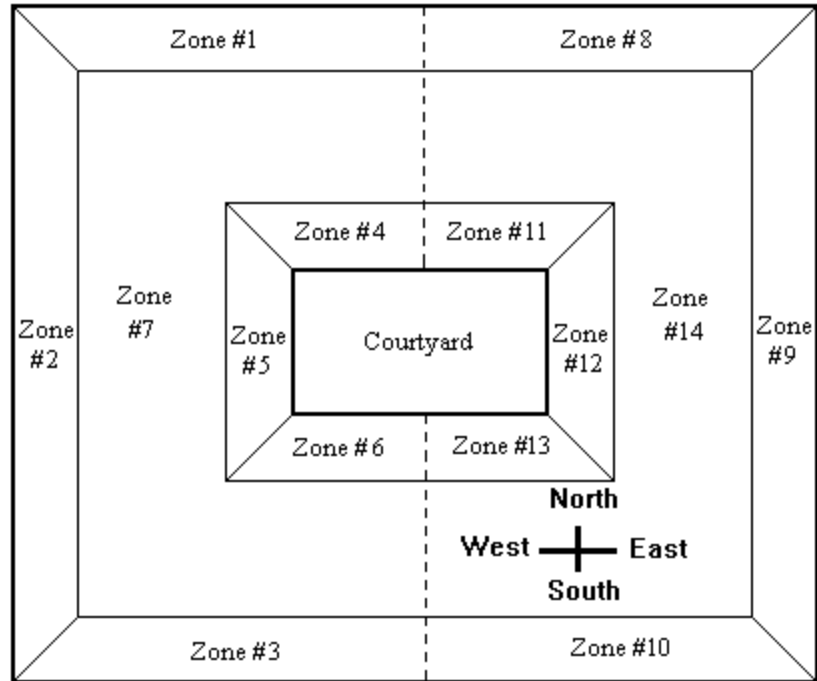 Zone #1
Zone #8
Zone #4
Zone #11
Zone
#7
Zone
#14
Zone
#2
Zone
#5
Courtyard
Zone
#12
Zone
#9
Zone #6
Zone #13
North
West
East
South
Zone #3
Zone #10